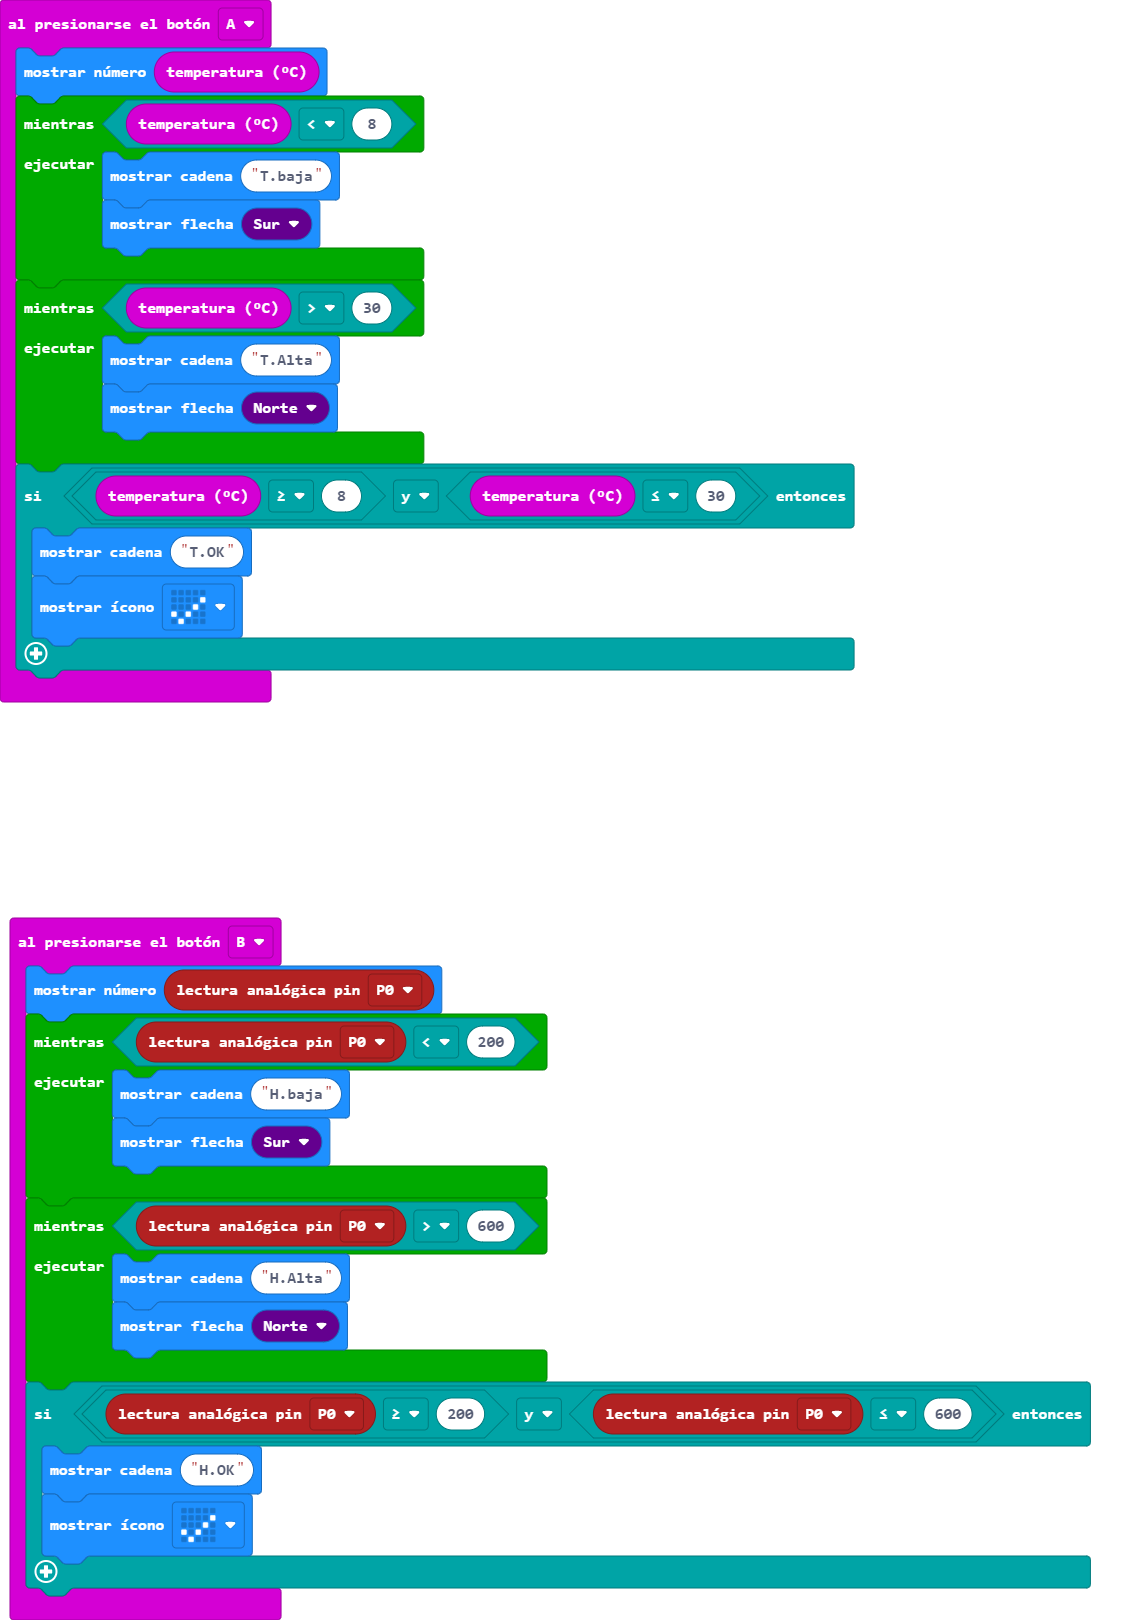 al presionarse el botón A
mostrar número temperatura (ºC)
mientras temperatura (ºC) < 8
ejecutar
mostrar cadena "T.baja"
mostrar flecha Sur
mientras temperatura (ºC) > 30
ejecutar
mostrar cadena "T.Alta"
mostrar flecha Norte
si temperatura (ºC) ≥ 8 y temperatura (ºC) ≤ 30 entonces
mostrar cadena "T.OK"
mostrar ícono
al presionarse el botón B
mostrar número lectura analógica pin P0
mientras lectura analógica pin P0 < 200
ejecutar
mostrar cadena "H.baja"
mostrar flecha Sur
mientras lectura analógica pin P0 > 600
ejecutar
mostrar cadena "H.Alta"
mostrar flecha Norte
si lectura analógica pin P0 ≥ 200 y lectura analógica pin P0 ≤ 600 entonces
mostrar cadena "H.OK"
mostrar ícono